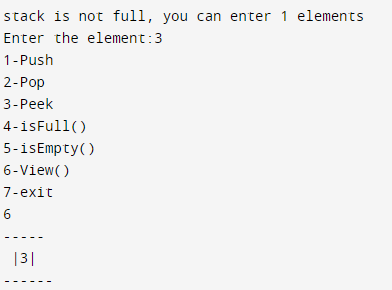 stack is not full, you can enter 1 elements
Enter the element:3
1-Push
2-Pop
3-Peek
4-isFull()
5-isEmpty()
6-View()
7-exit
6
-----
|3|
------